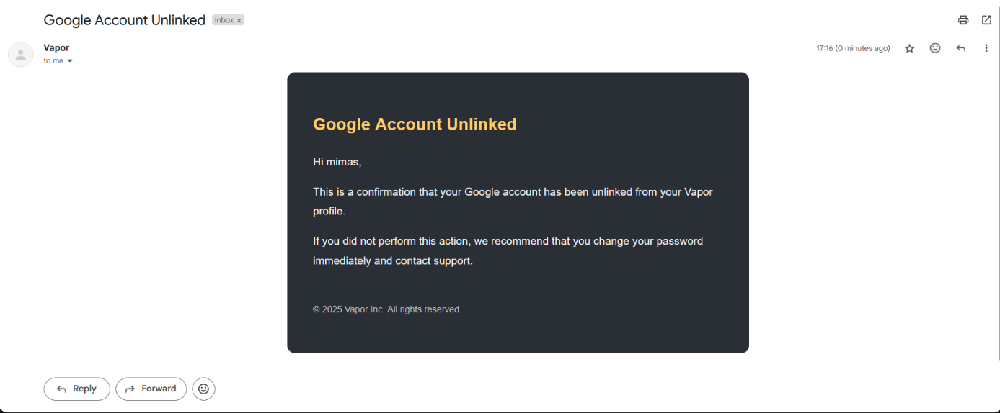 Google Account Unlinked Inbox ×
Vapor 17:16 (0 minutes ago)
to me
Google Account Unlinked
Hi mimas,
This is a confirmation that your Google account has been unlinked from your Vapor
profile.
If you did not perform this action, we recommend that you change your password
immediately and contact support.
© 2025 Vapor Inc. All rights reserved.
Reply Forward